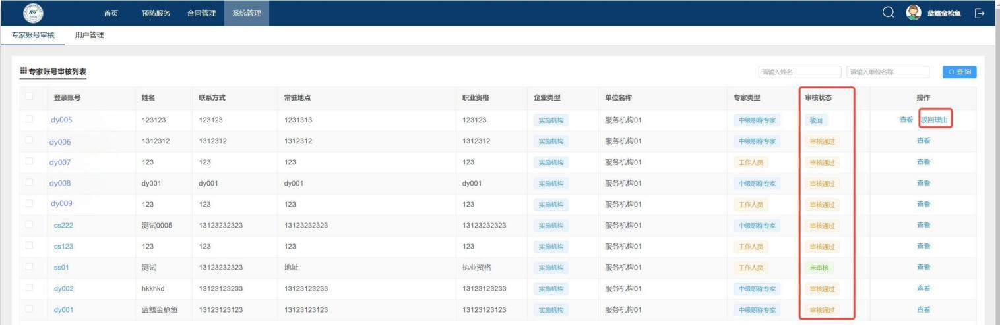 首页 预防服务 合同管理 系统管理 蓝鳍金枪鱼
专家账号审核 用户管理
专家账号审核列表 请输入姓名 请输入单位名称 查询
登录账号 姓名 联系方式 常驻地点 职业资格 企业类型 单位名称 专家类型 审核状态 操作
dy005 123123 123123 1231313 123123 实施机构 服务机构01 中级职称专家 驳回 查看 驳回理由
dy006 1312312 1312312 1312312 1312312 实施机构 服务机构01 中级职称专家 审核通过 查看
dy007 123 123 123 123 实施机构 服务机构01 工作人员 审核通过 查看
dy008 dy001 dy001 dy001 dy001 实施机构 服务机构01 中级职称专家 审核通过 查看
dy009 123 123 123 123 实施机构 服务机构01 工作人员 审核通过 查看
cs222 测试0005 13123232323 13123232323 13123232323 实施机构 服务机构01 中级职称专家 审核通过 查看
cs123 123 123 123 123 实施机构 服务机构01 工作人员 审核通过 查看
ss01 测试 13123232323 地址 执业资格 实施机构 服务机构01 工作人员 未审核 查看
dy002 hkkhkd 13123123233 13123123233 13123123233 实施机构 服务机构01 中级职称专家 审核通过 查看
dy001 蓝鳍金枪鱼 13123123123 13123123123 13123123123 实施机构 服务机构01 中级职称专家 审核通过 查看